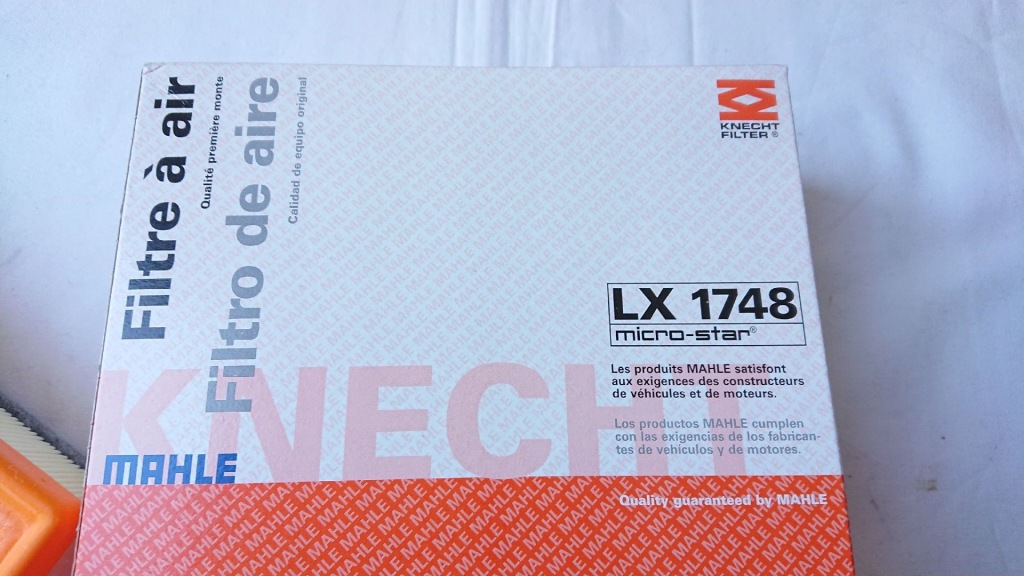 Filtre à air
Qualité première monte
Filtro de aire
Calidad de equipo original
KNECHT
FILTER®
LX 1748
micro-star®
Les produits MAHLE satisfont
aux exigences des constructeurs
de véhicules et de moteurs.
Los productos MAHLE cumplen
con las exigencias de los fabrican-
tes de vehículos y de motores.
KNECHT
MAHLE
Quality guaranteed by MAHLE